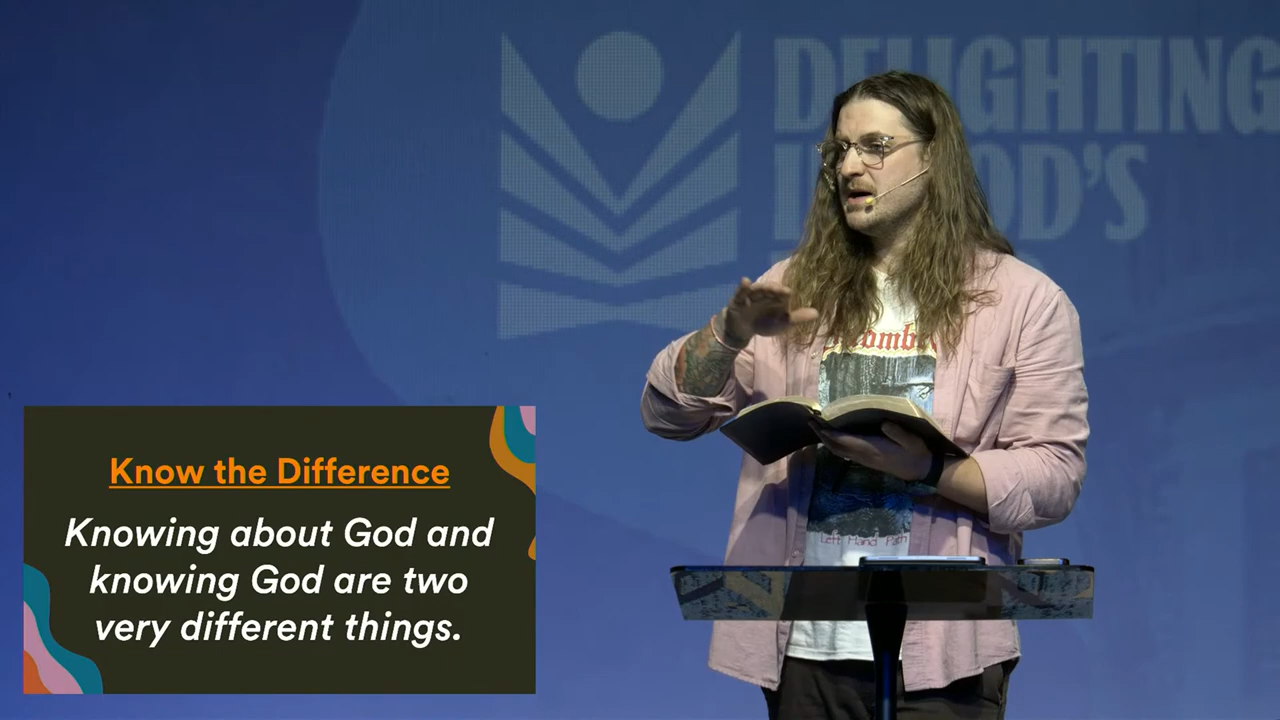 DELIGHTING
GOD'S
Know the Difference
Knowing about God and
knowing God are two
very different things.
Left Hand Path